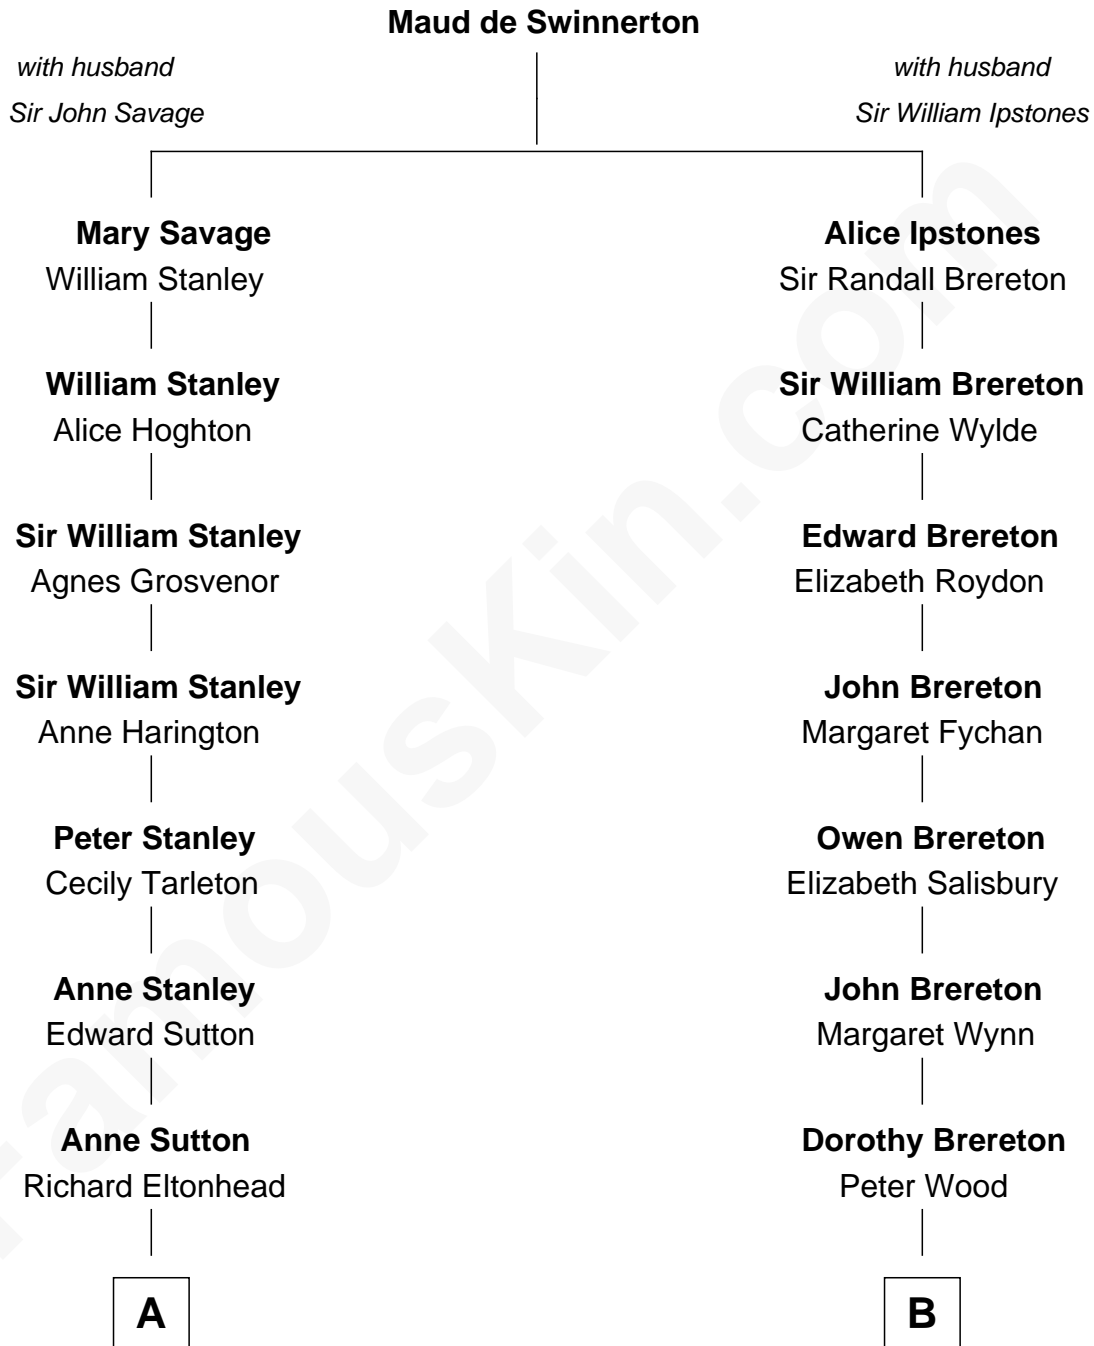 Maud de Swinnerton
with husband
Sir John Savage
with husband
Sir William Ipstones
Mary Savage
William Stanley
Alice Ipstones
Sir Randall Brereton
William Stanley
Alice Hoghton
Sir William Brereton
Catherine Wylde
Sir William Stanley
Agnes Grosvenor
Edward Brereton
Elizabeth Roydon
Sir William Stanley
Anne Harington
John Brereton
Margaret Fychan
Peter Stanley
Cecily Tarleton
Owen Brereton
Elizabeth Salisbury
Anne Stanley
Edward Sutton
John Brereton
Margaret Wynn
Anne Sutton
Richard Eltonhead
Dorothy Brereton
Peter Wood
A
B
FamousKin.com